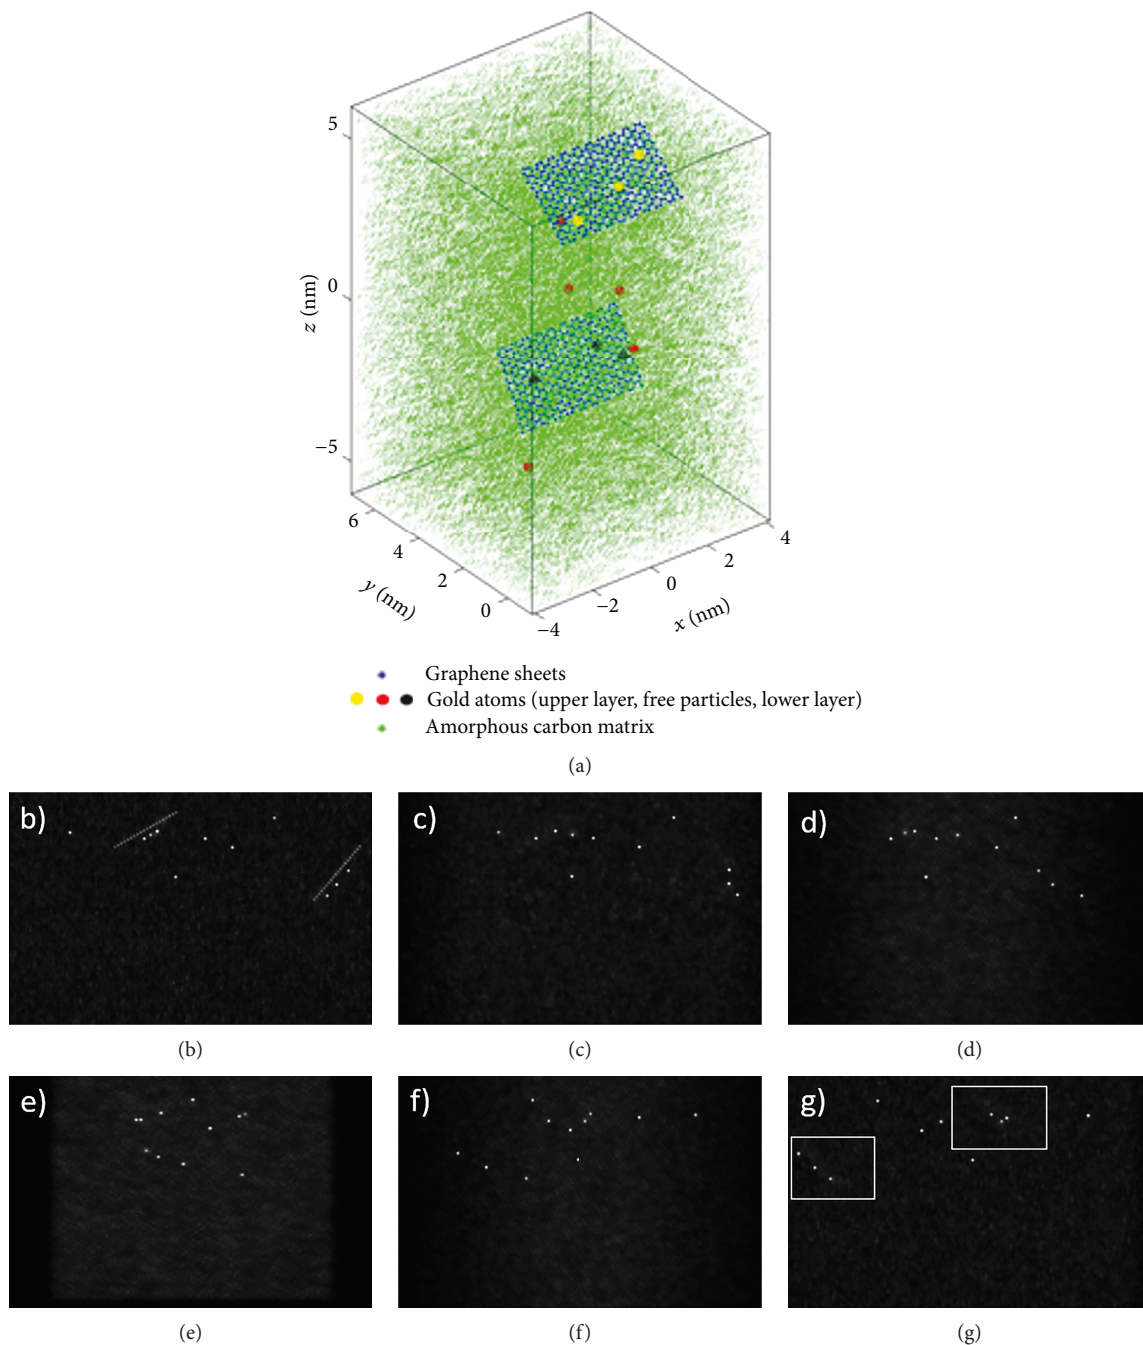 5
0
−5
z (nm)
6
4
2
0
y (nm)
−4
−2
0
2
4
x (nm)
Graphene sheets
Gold atoms (upper layer, free particles, lower layer)
Amorphous carbon matrix
(a)
b)
c)
d)
(b)
(c)
(d)
e)
f)
g)
(e)
(f)
(g)